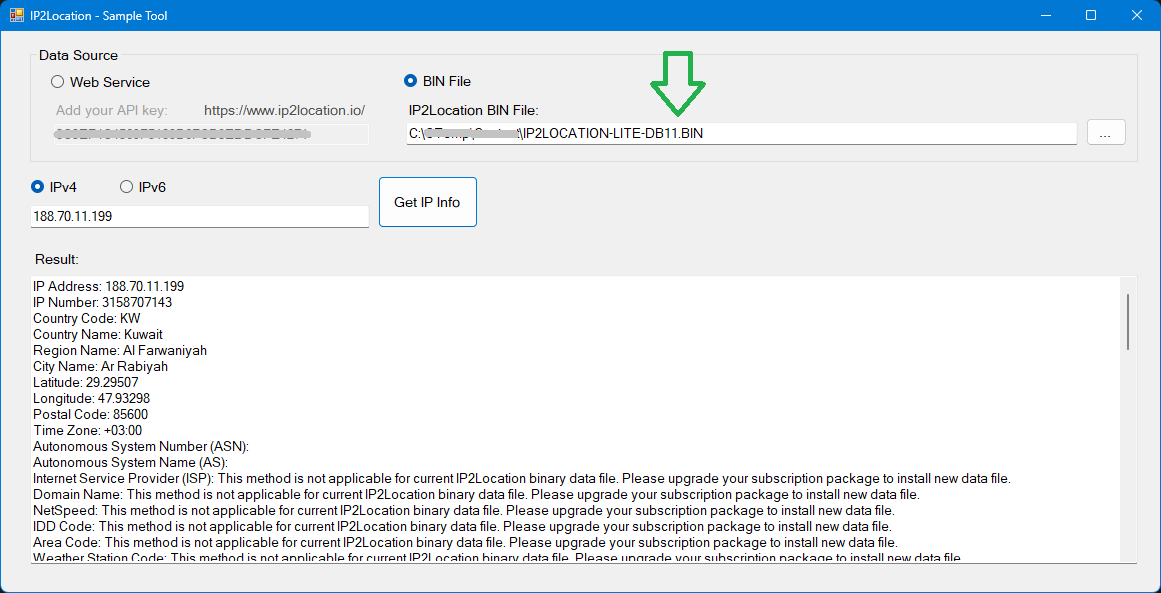 IP2Location - Sample Tool
Data Source
Web Service
BIN File
Add your API key:
https://www.ip2location.io/
IP2Location BIN File:
C:\
\IP2LOCATION-LITE-DB11.BIN
...
IPv4
IPv6
188.70.11.199
Get IP Info
Result:
IP Address: 188.70.11.199
IP Number: 3158707143
Country Code: KW
Country Name: Kuwait
Region Name: Al Farwaniyah
City Name: Ar Rabiyah
Latitude: 29.29507
Longitude: 47.93298
Postal Code: 85600
Time Zone: +03:00
Autonomous System Number (ASN):
Autonomous System Name (AS):
Internet Service Provider (ISP): This method is not applicable for current IP2Location binary data file. Please upgrade your subscription package to install new data file.
Domain Name: This method is not applicable for current IP2Location binary data file. Please upgrade your subscription package to install new data file.
NetSpeed: This method is not applicable for current IP2Location binary data file. Please upgrade your subscription package to install new data file.
IDD Code: This method is not applicable for current IP2Location binary data file. Please upgrade your subscription package to install new data file.
Area Code: This method is not applicable for current IP2Location binary data file. Please upgrade your subscription package to install new data file.
Weather Station Code: This method is not applicable for current IP2Location binary data file. Please upgrade your subscription package to install new data file.